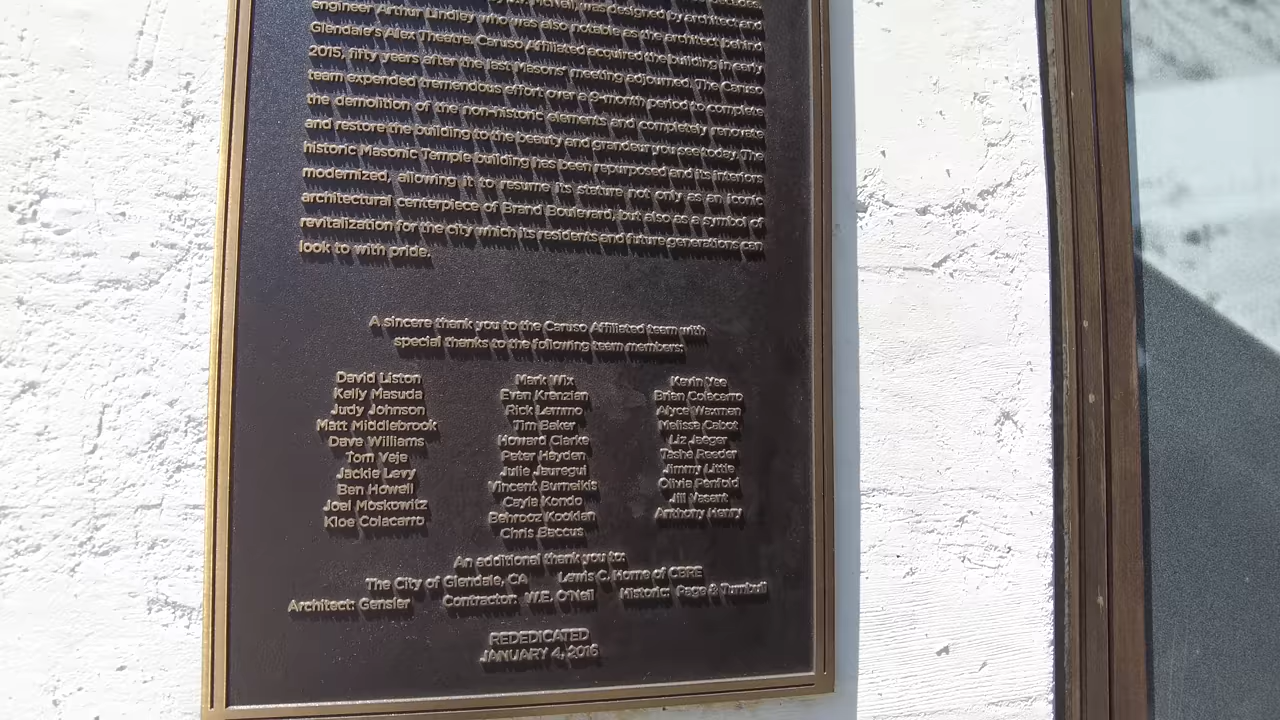 engineer Arthur Lindley who was also notable as the architect behind
Glendale's Alex Theatre. Caruso Affiliated acquired the building in early
2015, fifty years after the last Masons' meeting adjourned. The Caruso
team expended tremendous effort over a 9-month period to complete
the demolition of the non-historic elements and completely renovate
and restore the building to the beauty and grandeur you see today. The
historic Masonic Temple building has been repurposed and its interiors
modernized, allowing it to resume its stature not only as an iconic
architectural centerpiece of Brand Boulevard, but also as a symbol of
revitalization for the city which its residents and future generations can
look to with pride.
A sincere thank you to the Caruso Affiliated team with
special thanks to the following team members:
David Liston
Kelly Masuda
Judy Johnson
Matt Middlebrook
Dave Williams
Tom Veje
Jackie Levy
Ben Howell
Joel Moskowitz
Kloe Colacarro
Mark Wix
Evan Krenzien
Rick Lemmo
Tim Baker
Howard Clarke
Peter Hayden
Julie Jauregui
Vincent Burneikis
Cayla Kondo
Behrooz Kookian
Chris Baccus
Kevin Yee
Brian Colacarro
Alyce Waxman
Melissa Cabot
Liz Jaeger
Tasha Reeder
Jimmy Little
Olivia Penfold
Jill Vasant
Anthony Henry
An additional thank you to:
The City of Glendale, CA Lewis C. Horne of CBRE
Architect: Gensler Contractor: W.E. O'Neil Historic: Page & Turnbull
REDEDICATED
JANUARY 4, 2016